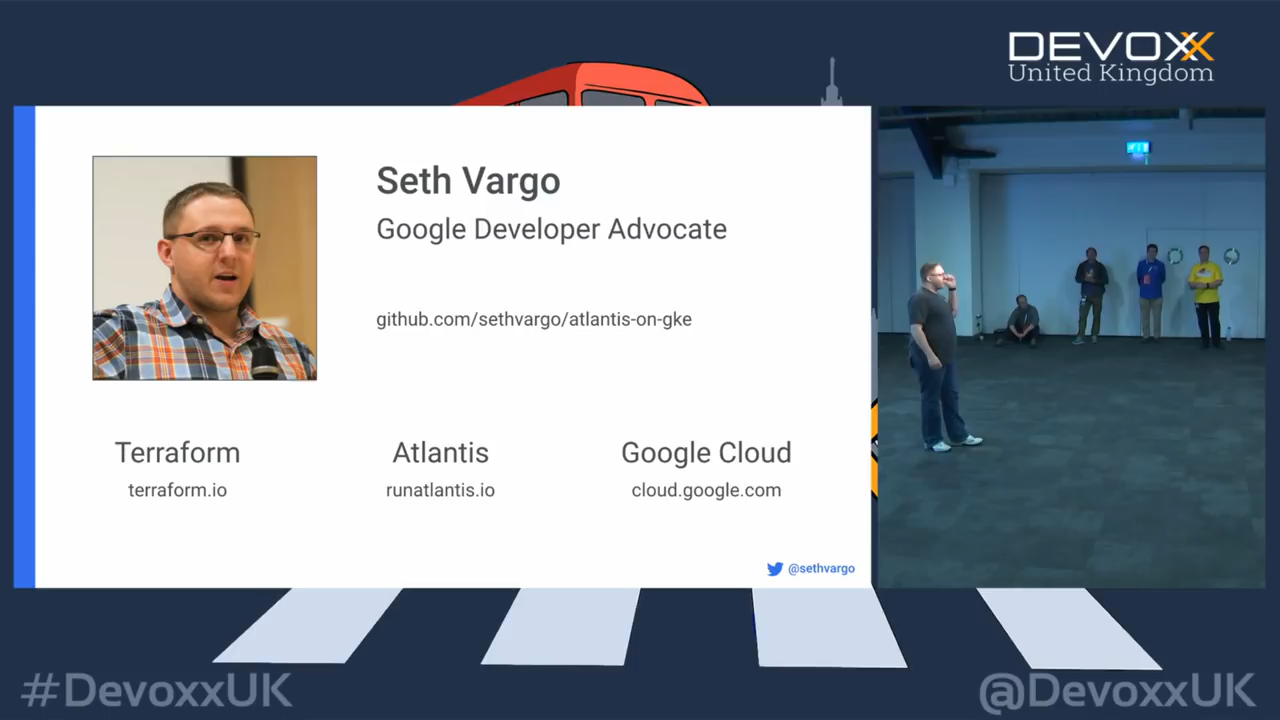 DEVOXX
United Kingdom
Seth Vargo
Google Developer Advocate
github.com/sethvargo/atlantis-on-gke
Terraform
terraform.io
Atlantis
runatlantis.io
Google Cloud
cloud.google.com
@sethvargo
#DevoxxUK
@DevoxxUK